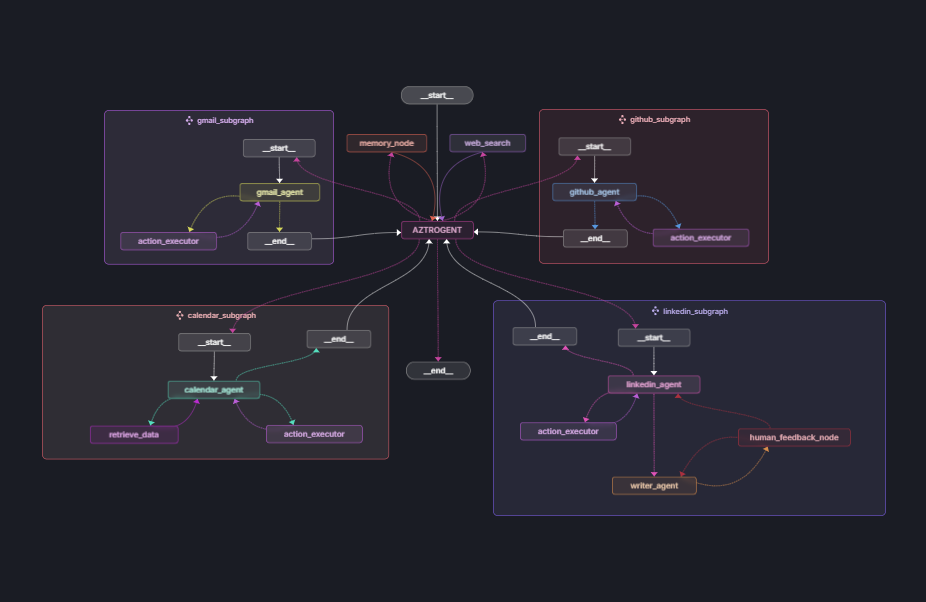 __start__
gmail_subgraph
__start__
gmail_agent
action_executor
__end__
memory_node
web_search
github_subgraph
__start__
github_agent
__end__
action_executor
AZTROGENT
calendar_subgraph
__start__
__end__
calendar_agent
retrieve_data
action_executor
__end__
linkedin_subgraph
__end__
__start__
linkedin_agent
action_executor
human_feedback_node
writer_agent